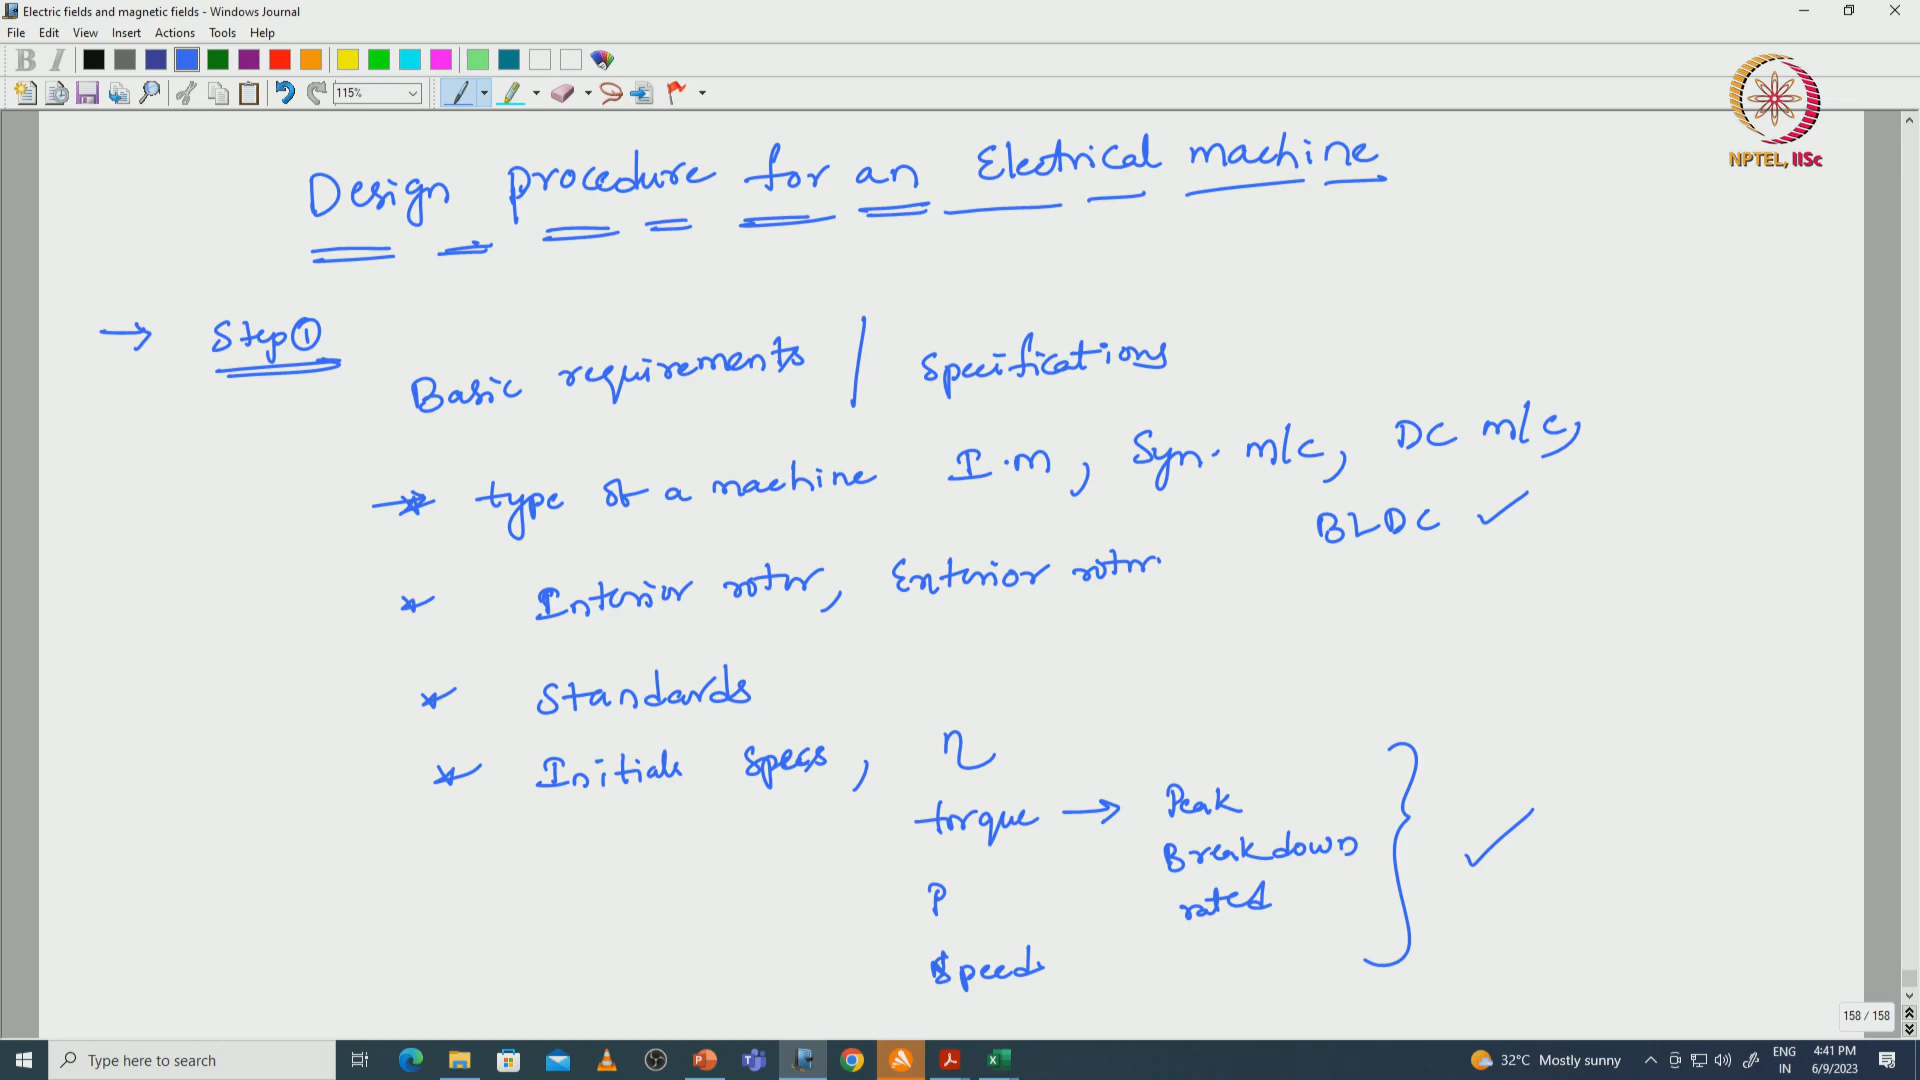 Electric fields and magnetic fields - Windows Journal
File Edit View Insert Actions Tools Help
B I
115%
NPTEL, IISc
Design procedure for an Electrical machine
→ Step ①
Basic requirements / Specifications
→* type of a machine I.M, Syn. m/c, DC m/c,
BLDC ✓
* Interior rotor, Exterior rotor
* Standards
* Initial specs, η
torque → Peak
Breakdown
rated
P
speed
158 / 158
Type here to search
32°C Mostly sunny
ENG
IN
4:41 PM
6/9/2023